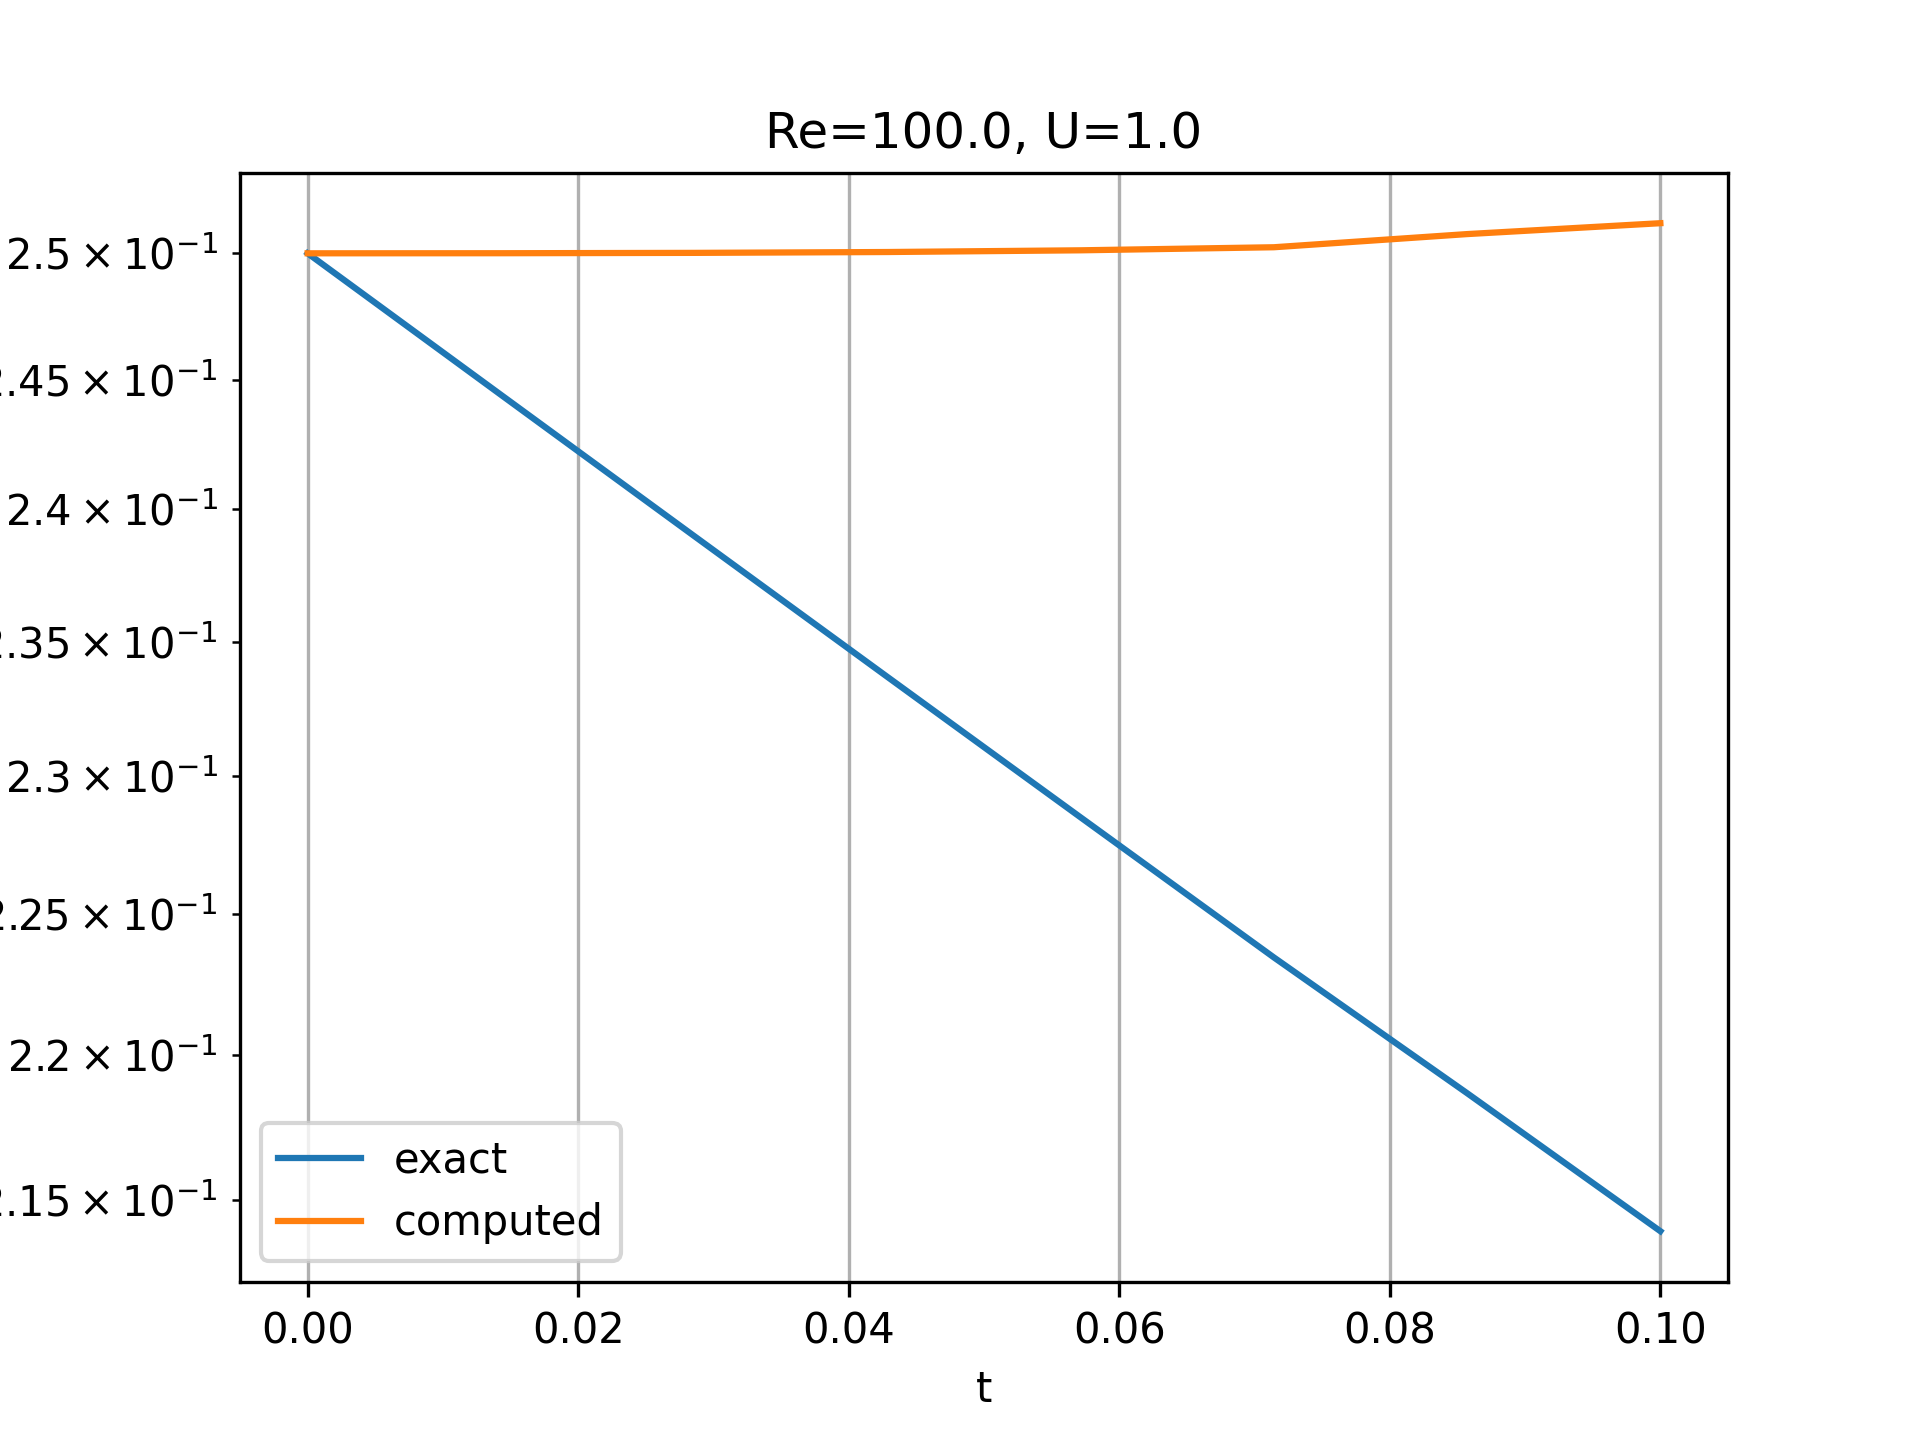 Re=100.0, U=1.0
2.5 × 10⁻¹
.45 × 10⁻¹
2.4 × 10⁻¹
.35 × 10⁻¹
2.3 × 10⁻¹
.25 × 10⁻¹
2.2 × 10⁻¹
.15 × 10⁻¹
exact
computed
0.00 0.02 0.04 0.06 0.08 0.10
t